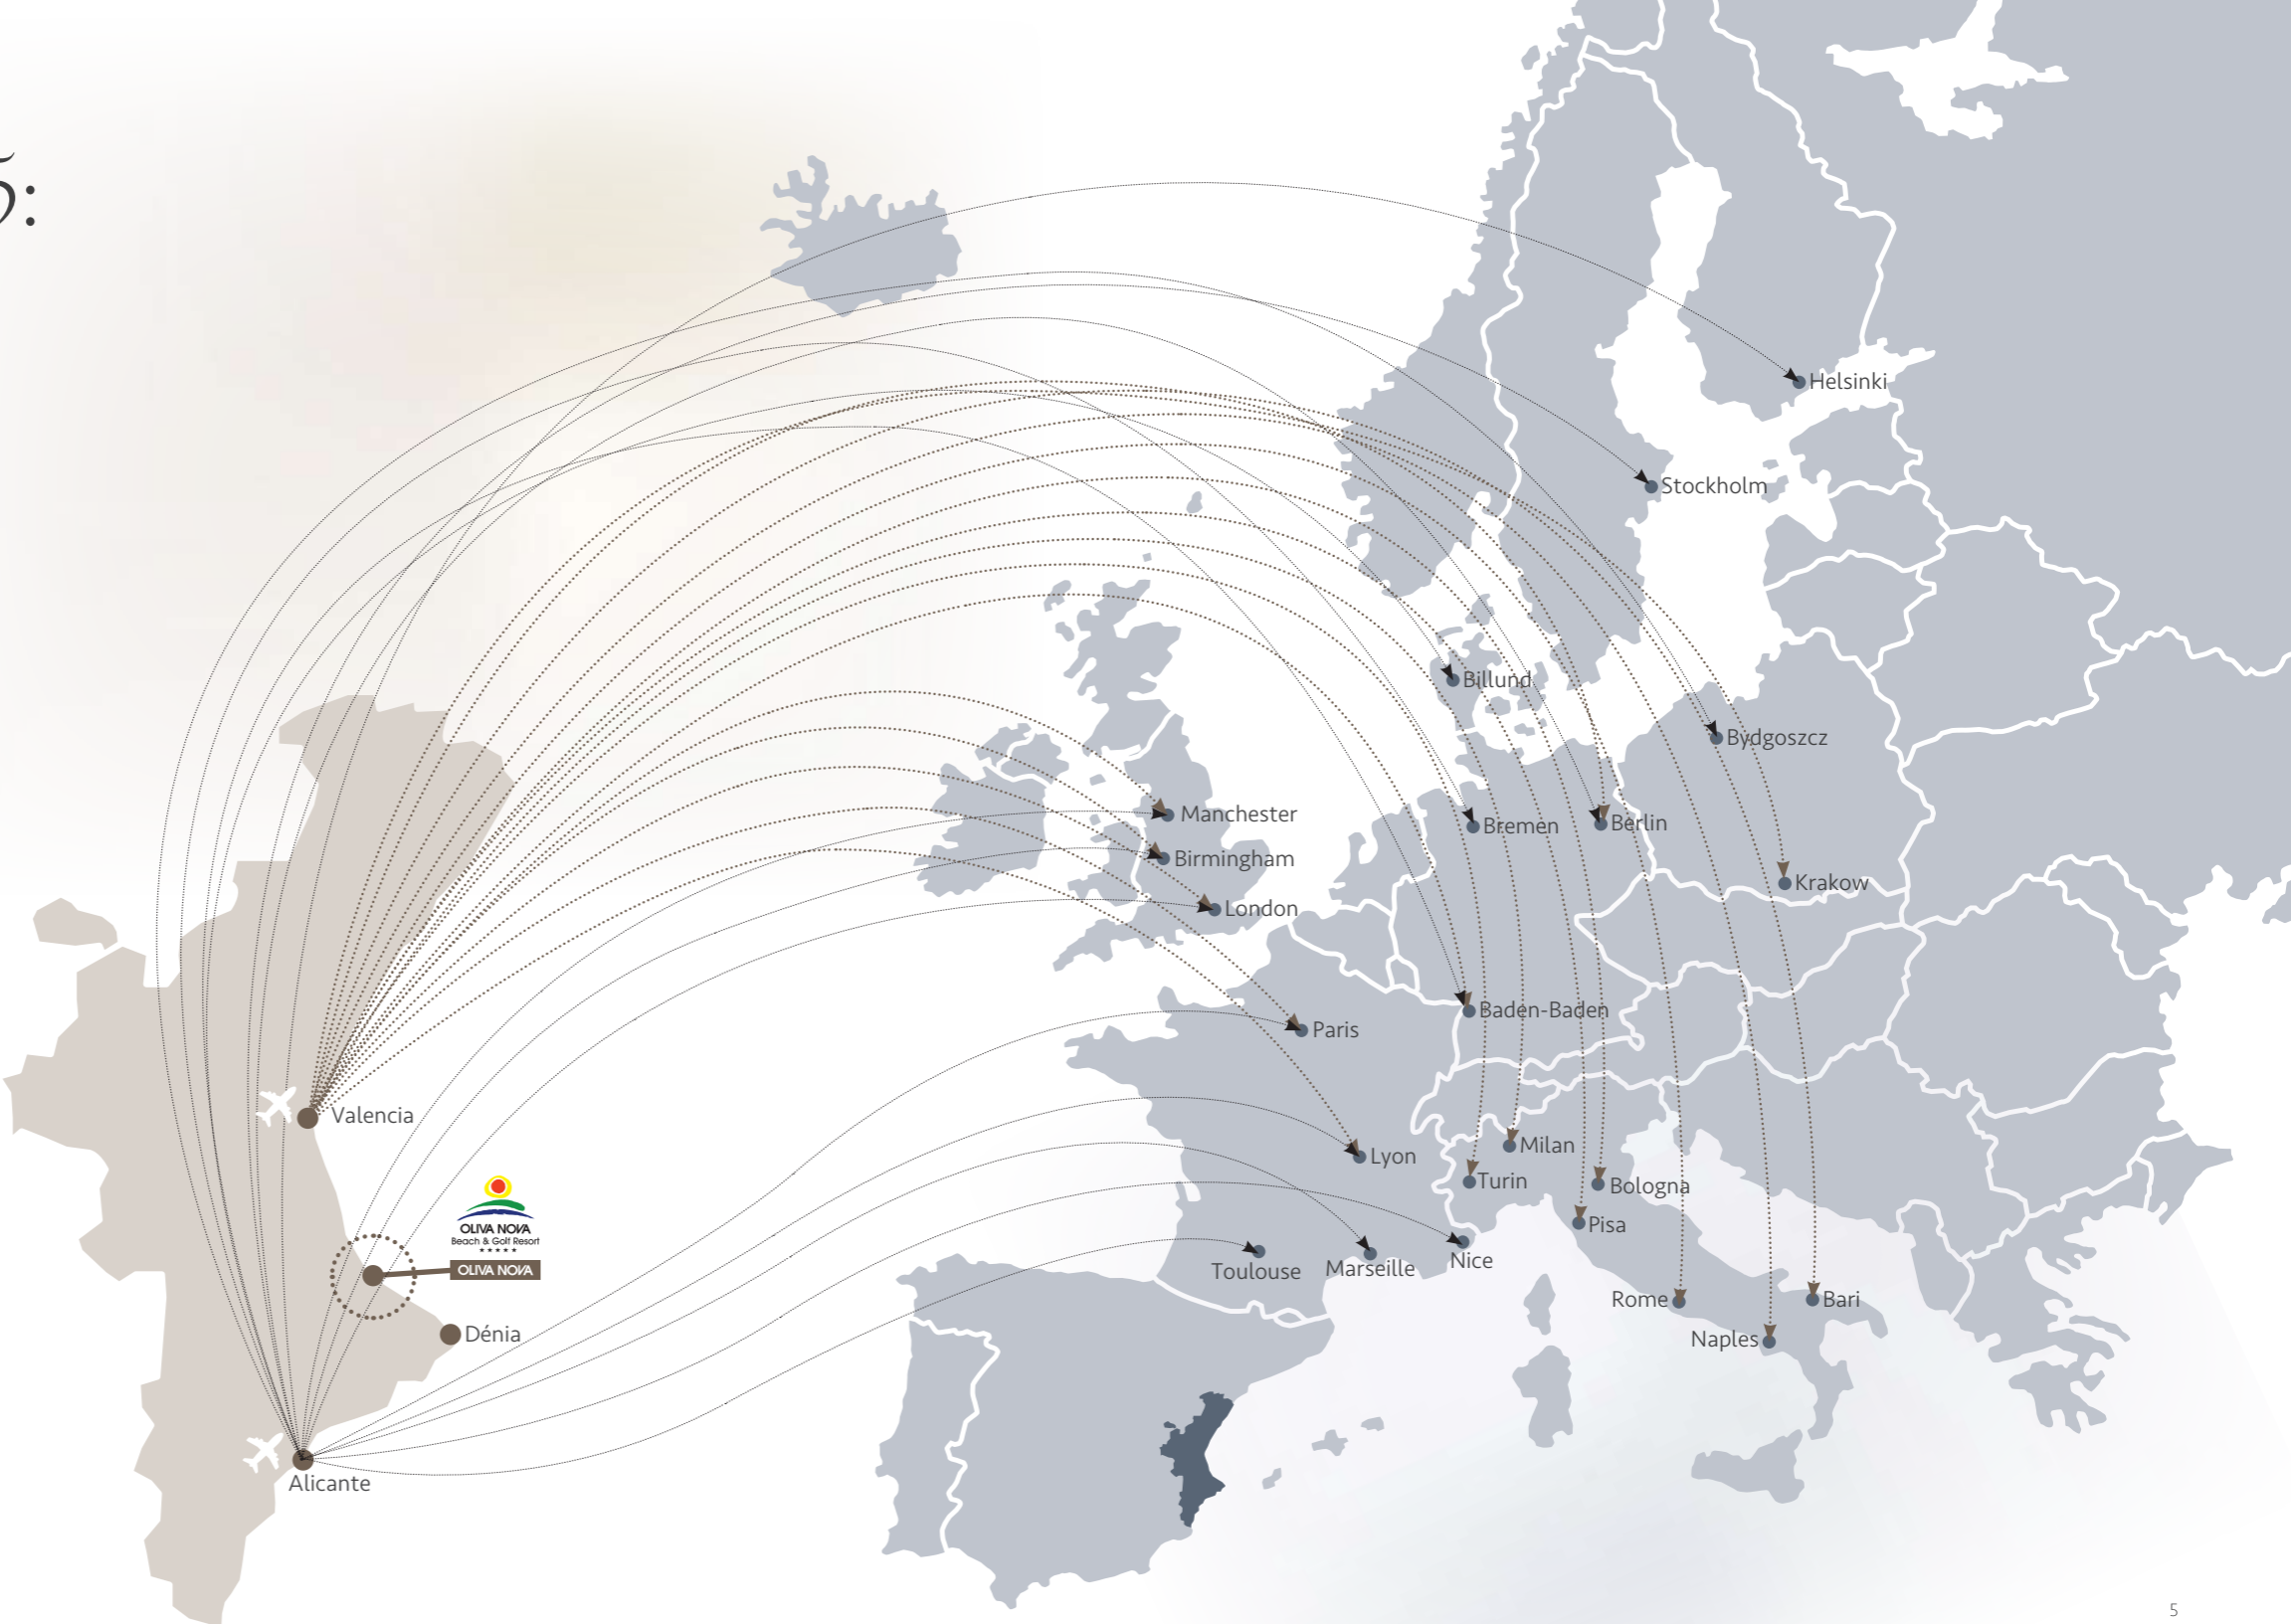 Helsinki
Stockholm
Billund
Bydgoszcz
Manchester
Bremen
Berlin
Birmingham
Krakow
London
Baden-Baden
Paris
Valencia
Lyon
Milan
Turin
Bologna
Pisa
OLIVA NOVA
Beach & Golf Resort
OLIVA NOVA
Toulouse
Marseille
Nice
Rome
Bari
Dénia
Naples
Alicante
5